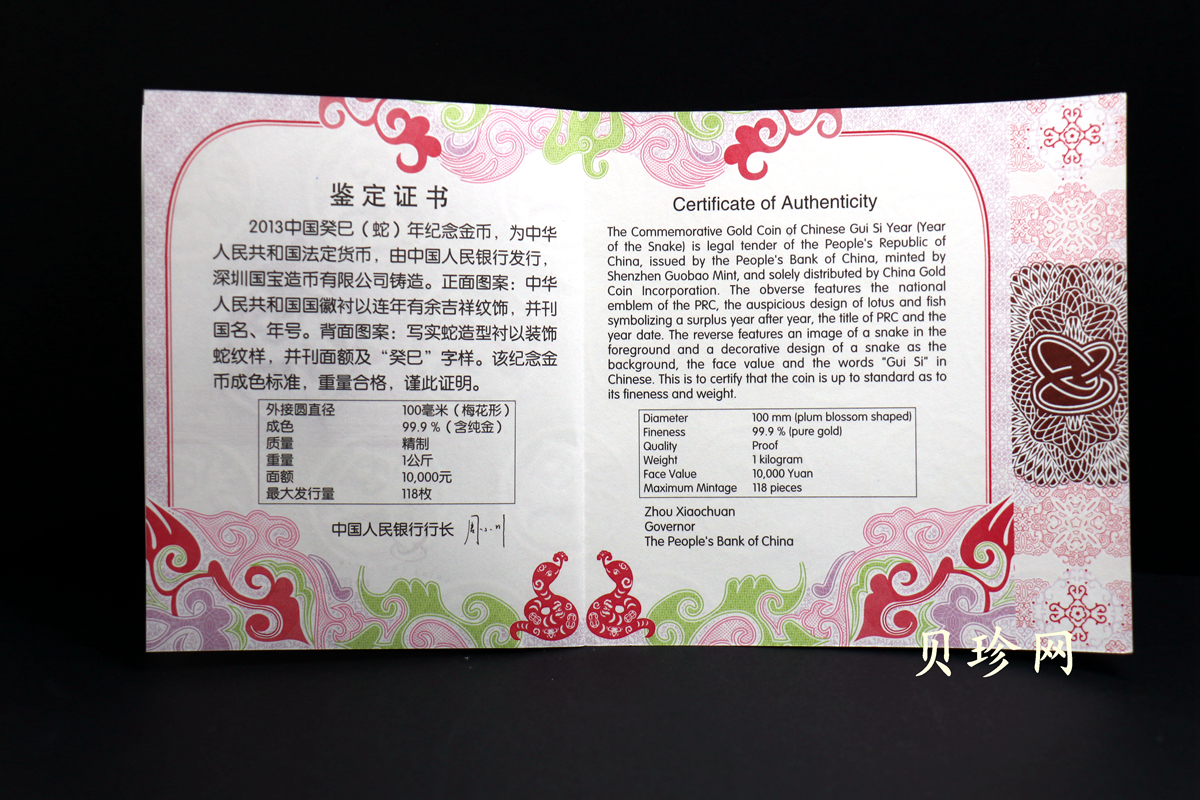 鉴定证书
2013中国癸巳（蛇）年纪念金币，为中华
人民共和国法定货币，由中国人民银行发行，
深圳国宝造币有限公司铸造。正面图案：中华
人民共和国国徽衬以连年有余吉祥纹饰，并刊
国名、年号。背面图案：写实蛇造型衬以装饰
蛇纹样，并刊面额及“癸巳”字样。该纪念金
币成色标准，重量合格，谨此证明。
外接圆直径 100毫米（梅花形）
成色 99.9％（含纯金）
质量 精制
重量 1公斤
面额 10,000元
最大发行量 118枚
中国人民银行行长
Certificate of Authenticity
The Commemorative Gold Coin of Chinese Gui Si Year (Year
of the Snake) is legal tender of the People's Republic of
China, issued by the People's Bank of China, minted by
Shenzhen Guobao Mint, and solely distributed by China Gold
Coin Incorporation. The obverse features the national
emblem of the PRC, the auspicious design of lotus and fish
symbolizing a surplus year after year, the title of PRC and the
year date. The reverse features an image of a snake in the
foreground and a decorative design of a snake as the
background, the face value and the words "Gui Si" in
Chinese. This is to certify that the coin is up to standard as to
its fineness and weight.
Diameter 100 mm (plum blossom shaped)
Fineness 99.9 % (pure gold)
Quality Proof
Weight 1 kilogram
Face Value 10,000 Yuan
Maximum Mintage 118 pieces
Zhou Xiaochuan
Governor
The People's Bank of China
贝珍网